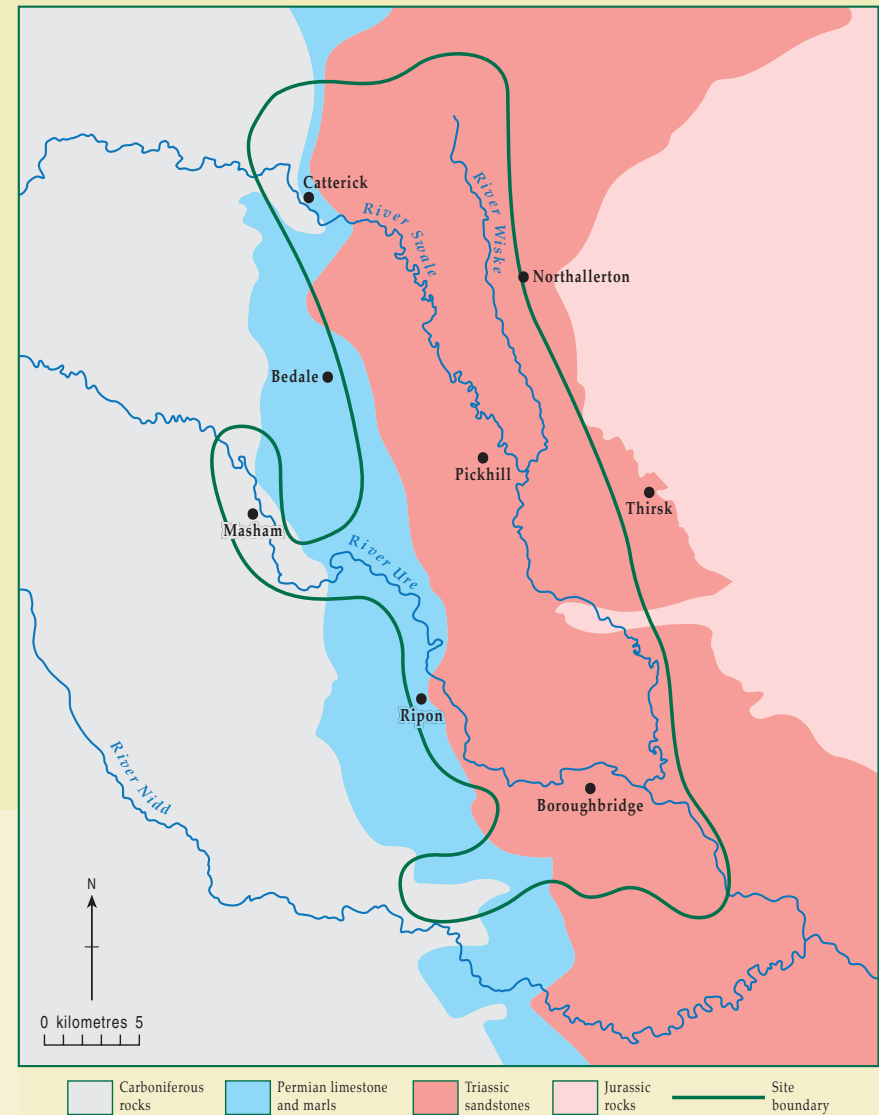 Catterick
River Swale
River Wiske
Northallerton
Bedale
Pickhill
Thirsk
Masham
River Ure
Ripon
River Nidd
Boroughbridge
N
0 kilometres 5
Carboniferous
rocks
Permian limestone
and marls
Triassic
sandstones
Jurassic
rocks
Site
boundary